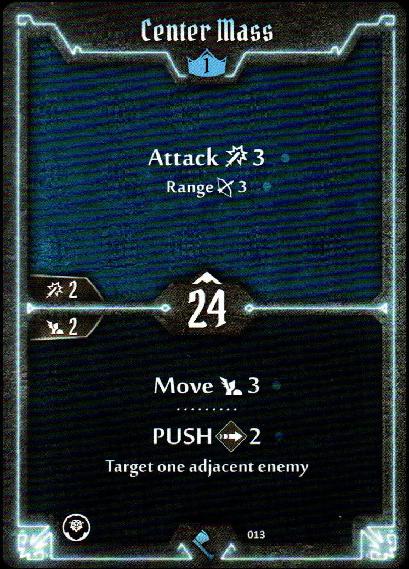 Center Mass
1
Attack 3
Range 3
2
24
2
Move 3
PUSH 2
Target one adjacent enemy
013